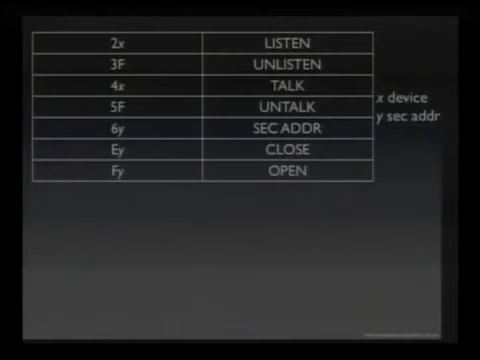 2x LISTEN
3F UNLISTEN
4x TALK
5F UNTALK
6y SEC ADDR
Ey CLOSE
Fy OPEN
x device
y sec addr